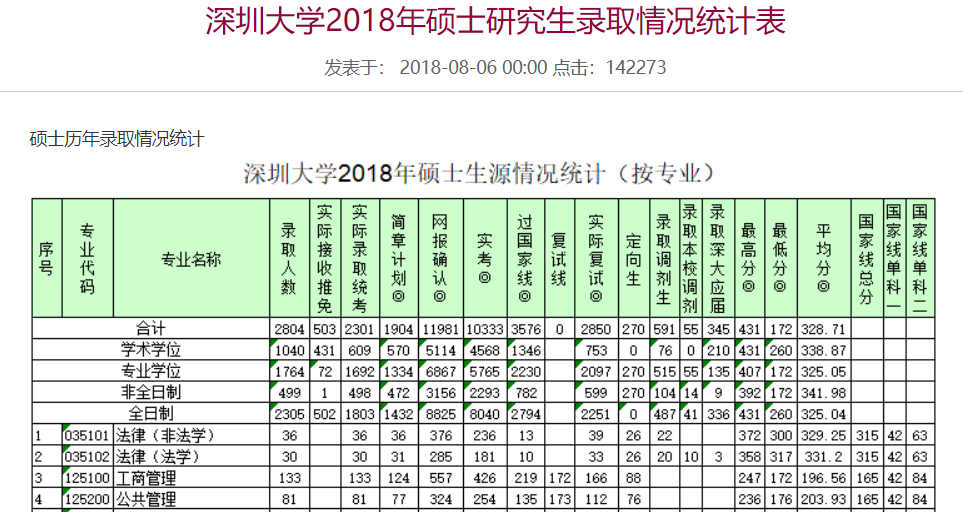 深圳大学2018年硕士研究生录取情况统计表
发表于： 2018-08-06 00:00 点击：142273
硕士历年录取情况统计
深圳大学2018年硕士生源情况统计（按专业）
序号 专业代码 专业名称 录取人数 实际接收推免 实际录取统考 简章计划◎ 网报确认◎ 实考◎ 过国家线◎ 复试线 实际复试◎ 定向生 录取调剂生 录取本校调剂 录取深大应届 最高分◎ 最低分◎ 平均分◎ 国家线总分 国家线单科一 国家线单科二
合计 2804 503 2301 1904 11981 10333 3576 0 2850 270 591 55 345 431 172 328.71
学术学位 1040 431 609 570 5114 4568 1346 753 0 76 0 210 431 260 338.87
专业学位 1764 72 1692 1334 6867 5765 2230 2097 270 515 55 135 407 172 325.05
非全日制 499 1 498 472 3156 2293 782 599 270 104 14 9 392 172 341.98
全日制 2305 502 1803 1432 8825 8040 2794 2251 0 487 41 336 431 260 325.04
1 035101 法律（非法学） 36 36 36 376 236 13 39 26 22 372 300 329.25 315 42 63
2 035102 法律（法学） 30 30 31 285 181 10 33 26 20 10 3 358 317 331.2 315 42 63
3 125100 工商管理 133 133 124 557 426 219 172 166 88 247 172 196.56 165 42 84
4 125200 公共管理 81 81 77 324 254 135 173 112 76 236 176 203.93 165 42 84